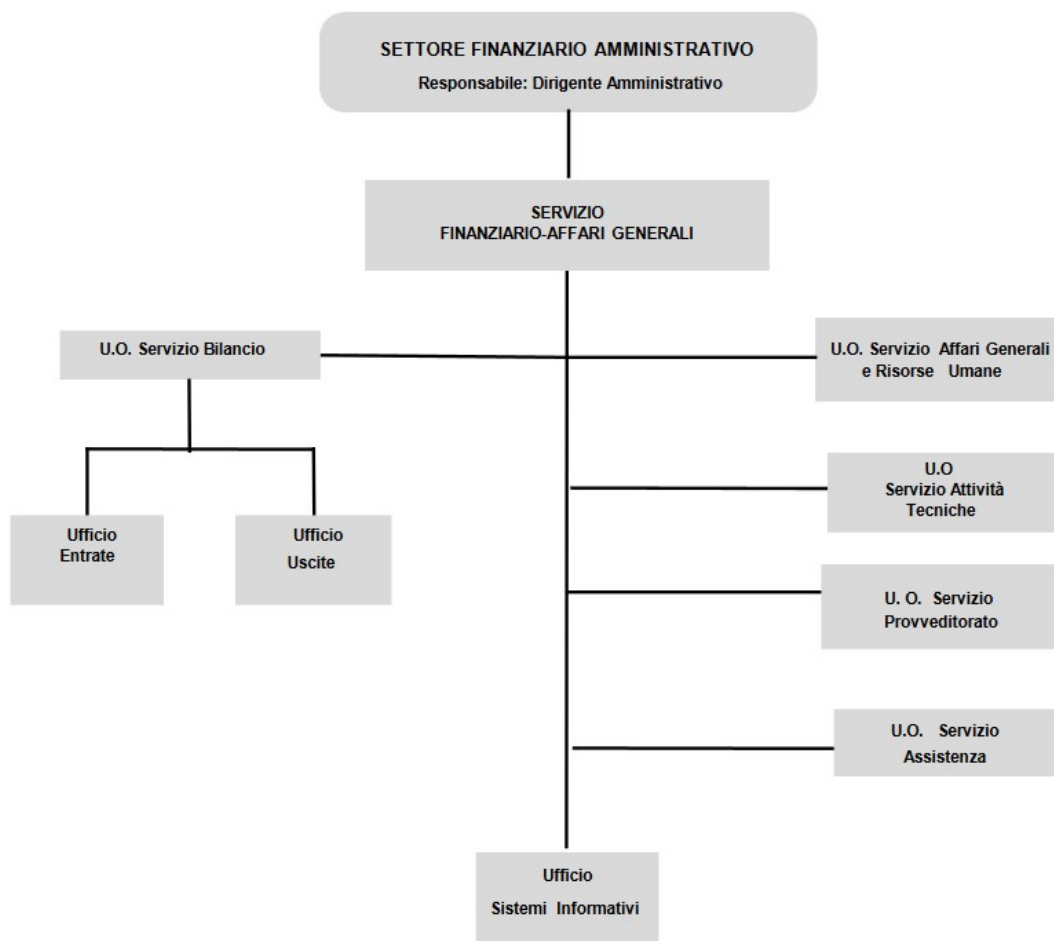 SETTORE FINANZIARIO AMMINISTRATIVO
Responsabile: Dirigente Amministrativo
SERVIZIO
FINANZIARIO-AFFARI GENERALI
U.O. Servizio Bilancio
U.O. Servizio Affari Generali
e Risorse Umane
U.O
Servizio Attività
Tecniche
Ufficio
Entrate
Ufficio
Uscite
U. O. Servizio
Provveditorato
U.O. Servizio
Assistenza
Ufficio
Sistemi Informativi